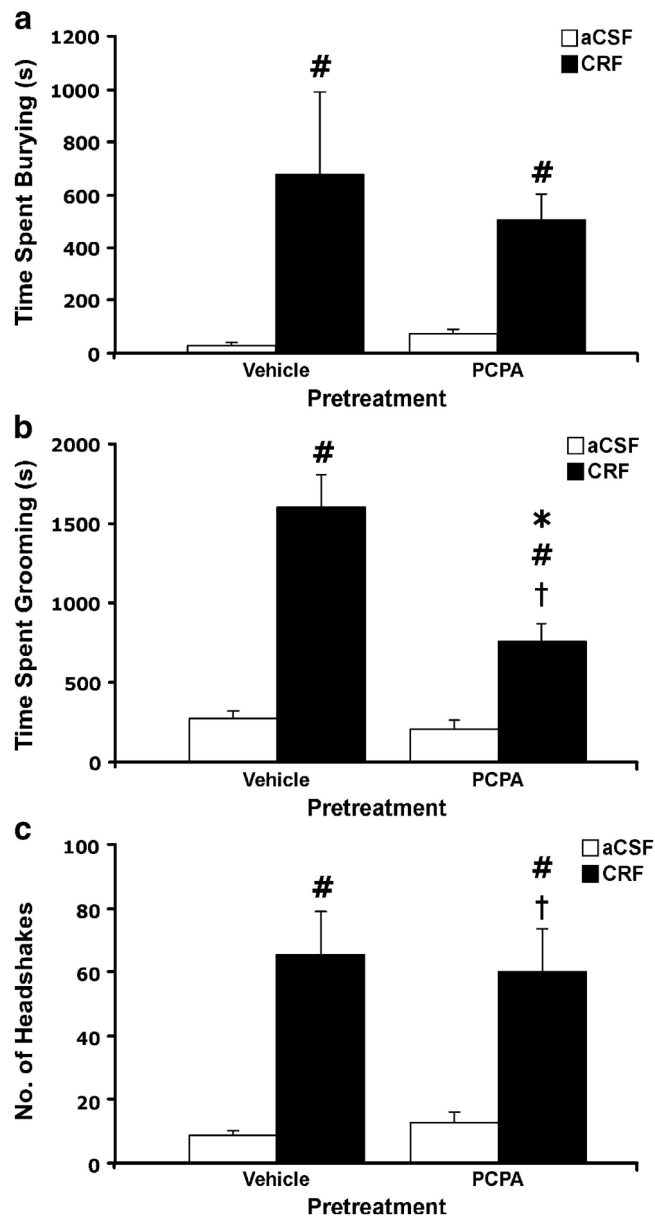 a
1200
1000
800
600
400
200
0
Time Spent Burying (s)
aCSF
CRF
#
#
Vehicle PCPA
Pretreatment
b
2000
1500
1000
500
0
Time Spent Grooming (s)
aCSF
CRF
#
*
#
†
Vehicle PCPA
Pretreatment
c
100
80
60
40
20
0
No. of Headshakes
aCSF
CRF
#
#
†
Vehicle PCPA
Pretreatment